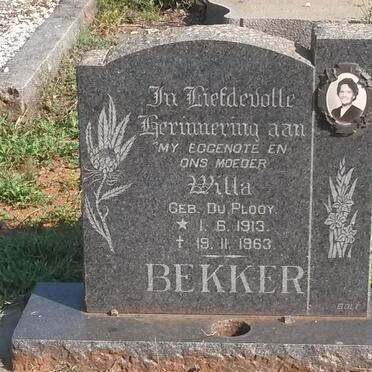 In Liefdevolle
Herinnering aan
MY EGGENOTE EN
ONS MOEDER
Willa
GEB. DU PLOOY.
★ 1. 6. 1913.
† 19. 11. 1963.
BEKKER